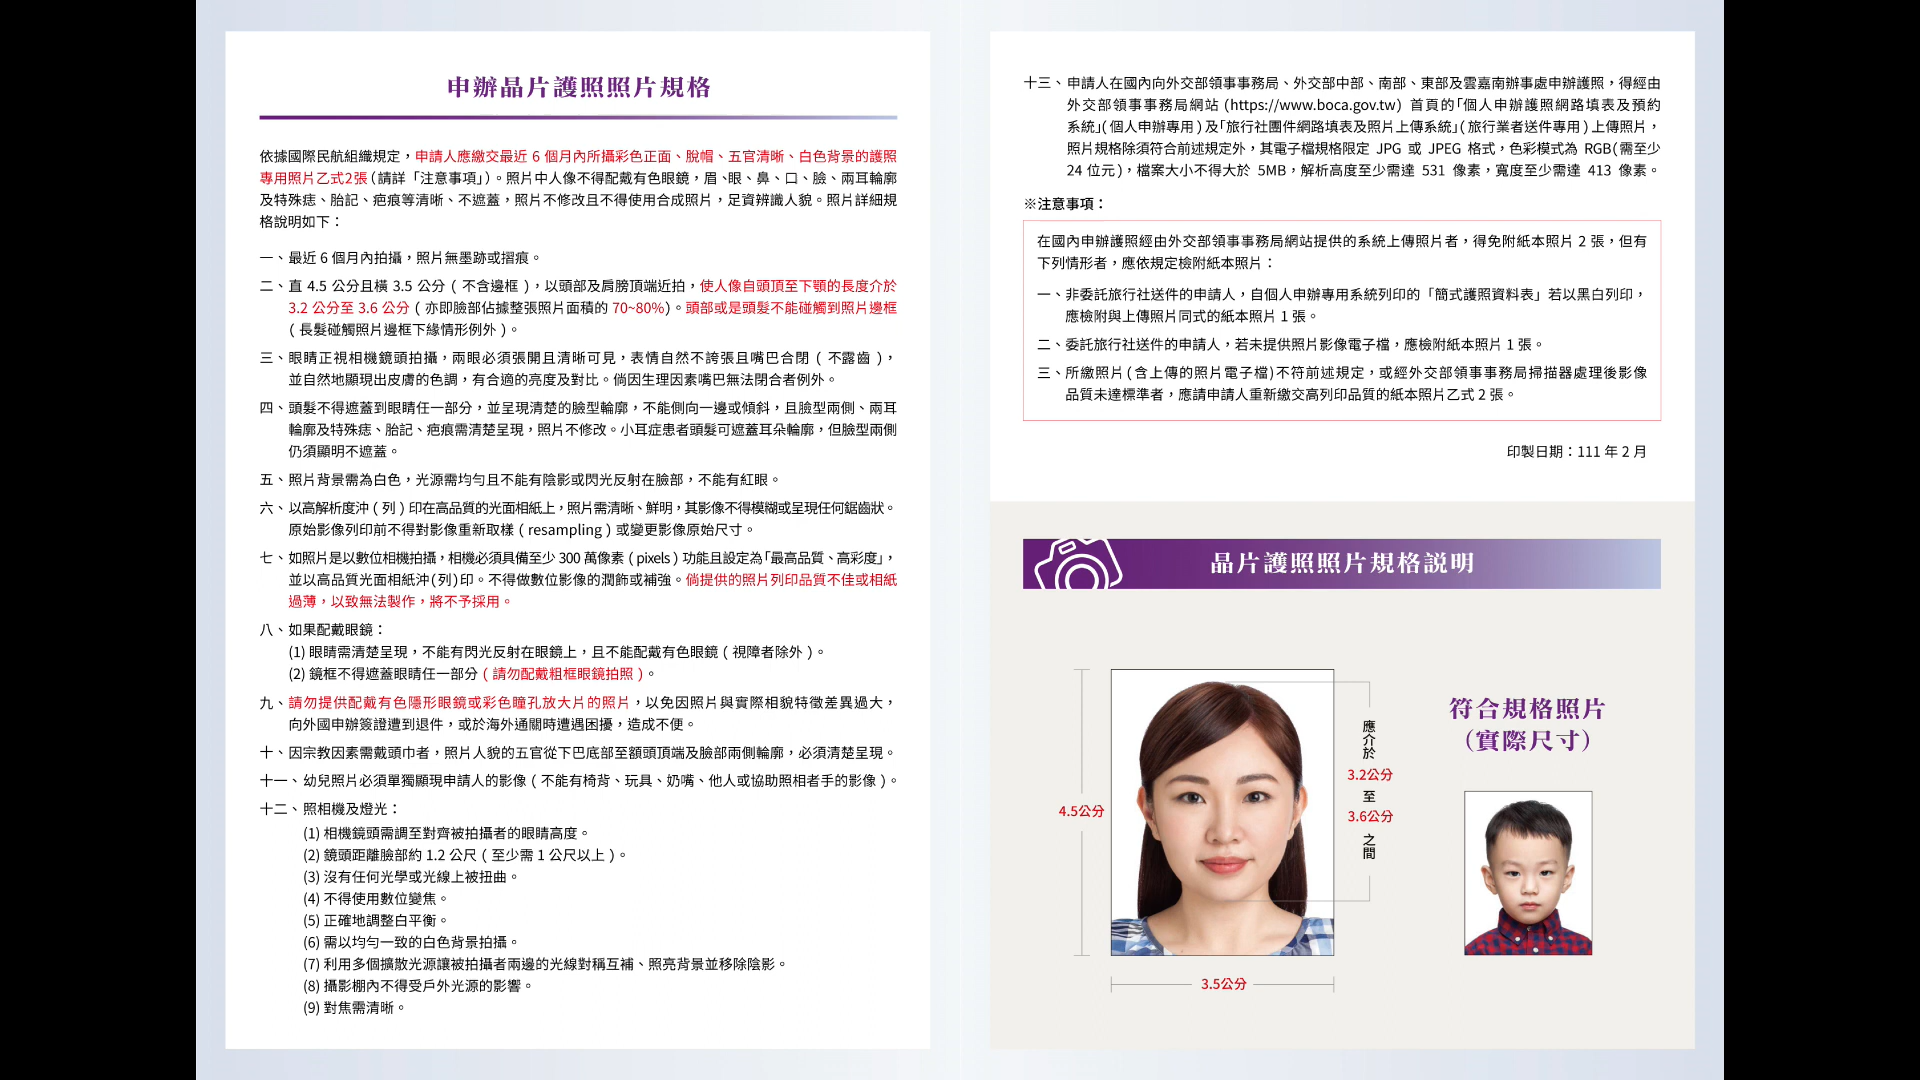 申辦晶片護照照片規格
依據國際民航組織規定，申請人應繳交最近 6 個月內所攝彩色正面、脫帽、五官清晰、白色背景的護照
專用照片乙式2張 (請詳「注意事項」)。照片中人像不得配戴有色眼鏡，眉、眼、鼻、口、臉、兩耳輪廓
及特殊痣、胎記、疤痕等清晰、不遮蓋，照片不修改且不得使用合成照片，足資辨識人貌。照片詳細規
格說明如下：
一、最近 6 個月內拍攝，照片無墨跡或摺痕。
二、直 4.5 公分且橫 3.5 公分 ( 不含邊框 )，以頭部及肩膀頂端近拍，使人像自頭頂至下顎的長度介於
3.2 公分至 3.6 公分 ( 亦即臉部佔據整張照片面積的 70~80%)。頭部或是頭髮不能碰觸到照片邊框
( 長髮碰觸照片邊框下緣情形例外 )。
三、眼睛正視相機鏡頭拍攝，兩眼必須張開且清晰可見，表情自然不誇張且嘴巴合閉 ( 不露齒 )，
並自然地顯現出皮膚的色調，有合適的亮度及對比。倘因生理因素嘴巴無法閉合者例外。
四、頭髮不得遮蓋到眼睛任一部分，並呈現清楚的臉型輪廓，不能側向一邊或傾斜，且臉型兩側、兩耳
輪廓及特殊痣、胎記、疤痕需清楚呈現，照片不修改。小耳症患者頭髮可遮蓋耳朵輪廓，但臉型兩側
仍須顯明不遮蓋。
五、照片背景需為白色，光源需均勻且不能有陰影或閃光反射在臉部，不能有紅眼。
六、以高解析度沖 ( 列 ) 印在高品質的光面相紙上，照片需清晰、鮮明，其影像不得模糊或呈現任何鋸齒狀。
原始影像列印前不得對影像重新取樣 ( resampling ) 或變更影像原始尺寸。
七、如照片是以數位相機拍攝，相機必須具備至少 300 萬像素 ( pixels ) 功能且設定為「最高品質、高彩度」，
並以高品質光面相紙沖(列)印。不得做數位影像的潤飾或補強。倘提供的照片列印品質不佳或相紙
過薄，以致無法製作，將不予採用。
八、如果配戴眼鏡：
(1) 眼睛需清楚呈現，不能有閃光反射在眼鏡上，且不能配戴有色眼鏡 ( 視障者除外 )。
(2) 鏡框不得遮蓋眼睛任一部分 ( 請勿配戴粗框眼鏡拍照 )。
九、請勿提供配戴有色隱形眼鏡或彩色瞳孔放大片的照片，以免因照片與實際相貌特徵差異過大，
向外國申辦簽證遭到退件，或於海外通關時遭遇困擾，造成不便。
十、因宗教因素需戴頭巾者，照片人貌的五官從下巴底部至額頭頂端及臉部兩側輪廓，必須清楚呈現。
十一、幼兒照片必須單獨顯現申請人的影像 ( 不能有椅背、玩具、奶嘴、他人或協助照相者手的影像 )。
十二、照相機及燈光：
(1) 相機鏡頭需調至對齊被拍攝者的眼睛高度。
(2) 鏡頭距離臉部約 1.2 公尺 ( 至少需 1 公尺以上 )。
(3) 沒有任何光學或光線上被扭曲。
(4) 不得使用數位變焦。
(5) 正確地調整白平衡。
(6) 需以均勻一致的白色背景拍攝。
(7) 利用多個擴散光源讓被拍攝者兩邊的光線對稱互補、照亮背景並移除陰影。
(8) 攝影棚內不得受戶外光源的影響。
(9) 對焦需清晰。
十三、申請人在國內向外交部領事事務局、外交部中部、南部、東部及雲嘉南辦事處申辦護照，得經由
外交部領事事務局網站 (https://www.boca.gov.tw) 首頁的「個人申辦護照網路填表及預約
系統」( 個人申辦專用 ) 及「旅行社團件網路填表及照片上傳系統」( 旅行業者送件專用 ) 上傳照片，
照片規格除須符合前述規定外，其電子檔規格限定 JPG 或 JPEG 格式，色彩模式為 RGB(需至少
24 位元)，檔案大小不得大於 5MB，解析高度至少需達 531 像素，寬度至少需達 413 像素。
※注意事項：
在國內申辦護照經由外交部領事事務局網站提供的系統上傳照片者，得免附紙本照片 2 張，但有
下列情形者，應依規定檢附紙本照片：
一、非委託旅行社送件的申請人，自個人申辦專用系統列印的「簡式護照資料表」若以黑白列印，
應檢附與上傳照片同式的紙本照片 1 張。
二、委託旅行社送件的申請人，若未提供照片影像電子檔，應檢附紙本照片 1 張。
三、所繳照片(含上傳的照片電子檔)不符前述規定，或經外交部領事事務局掃描器處理後影像
品質未達標準者，應請申請人重新繳交高列印品質的紙本照片乙式 2 張。
印製日期：111 年 2 月
晶片護照照片規格說明
4.5公分
3.5公分
應介於
3.2公分
至
3.6公分
之間
符合規格照片
（實際尺寸）